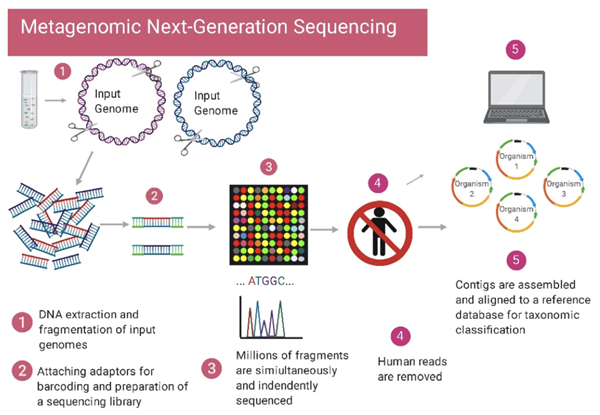 Metagenomic Next-Generation Sequencing
1
Input
Genome
Input
Genome
5
2
3
4
Organism
1
Organism
2
Organism
3
Organism
4
... ATGGC...
1
DNA extraction and
fragmentation of input
genomes
2
Attaching adaptors for
barcoding and preparation of
a sequencing library
3
Millions of fragments
are simiultaneously
and indendently
sequenced
4
Human reads
are removed
5
Contigs are assembled
and aligned to a reference
database for taxonomic
classification